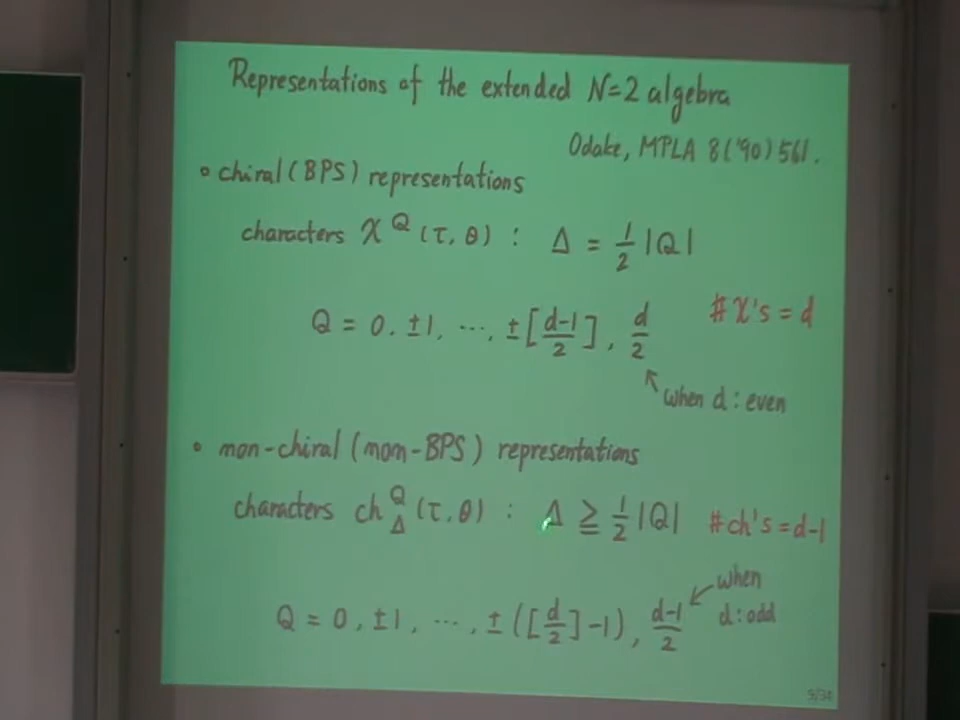 Representations of the extended N=2 algebra
Odake, MPLA 8('90)561.
∘ chiral (BPS) representations
characters χ^Q (τ, θ) : Δ = 1/2 |Q|
Q = 0. ±1, ⋯, ±[d-1/2], d/2
#χ's = d
when d : even
∘ non-chiral (non-BPS) representations
characters ch^Q_Δ (τ, θ) : Δ ≧ 1/2 |Q|
#ch's = d-1
Q = 0, ±1, ⋯, ±([d/2]-1), d-1/2
when
d : odd
9/34